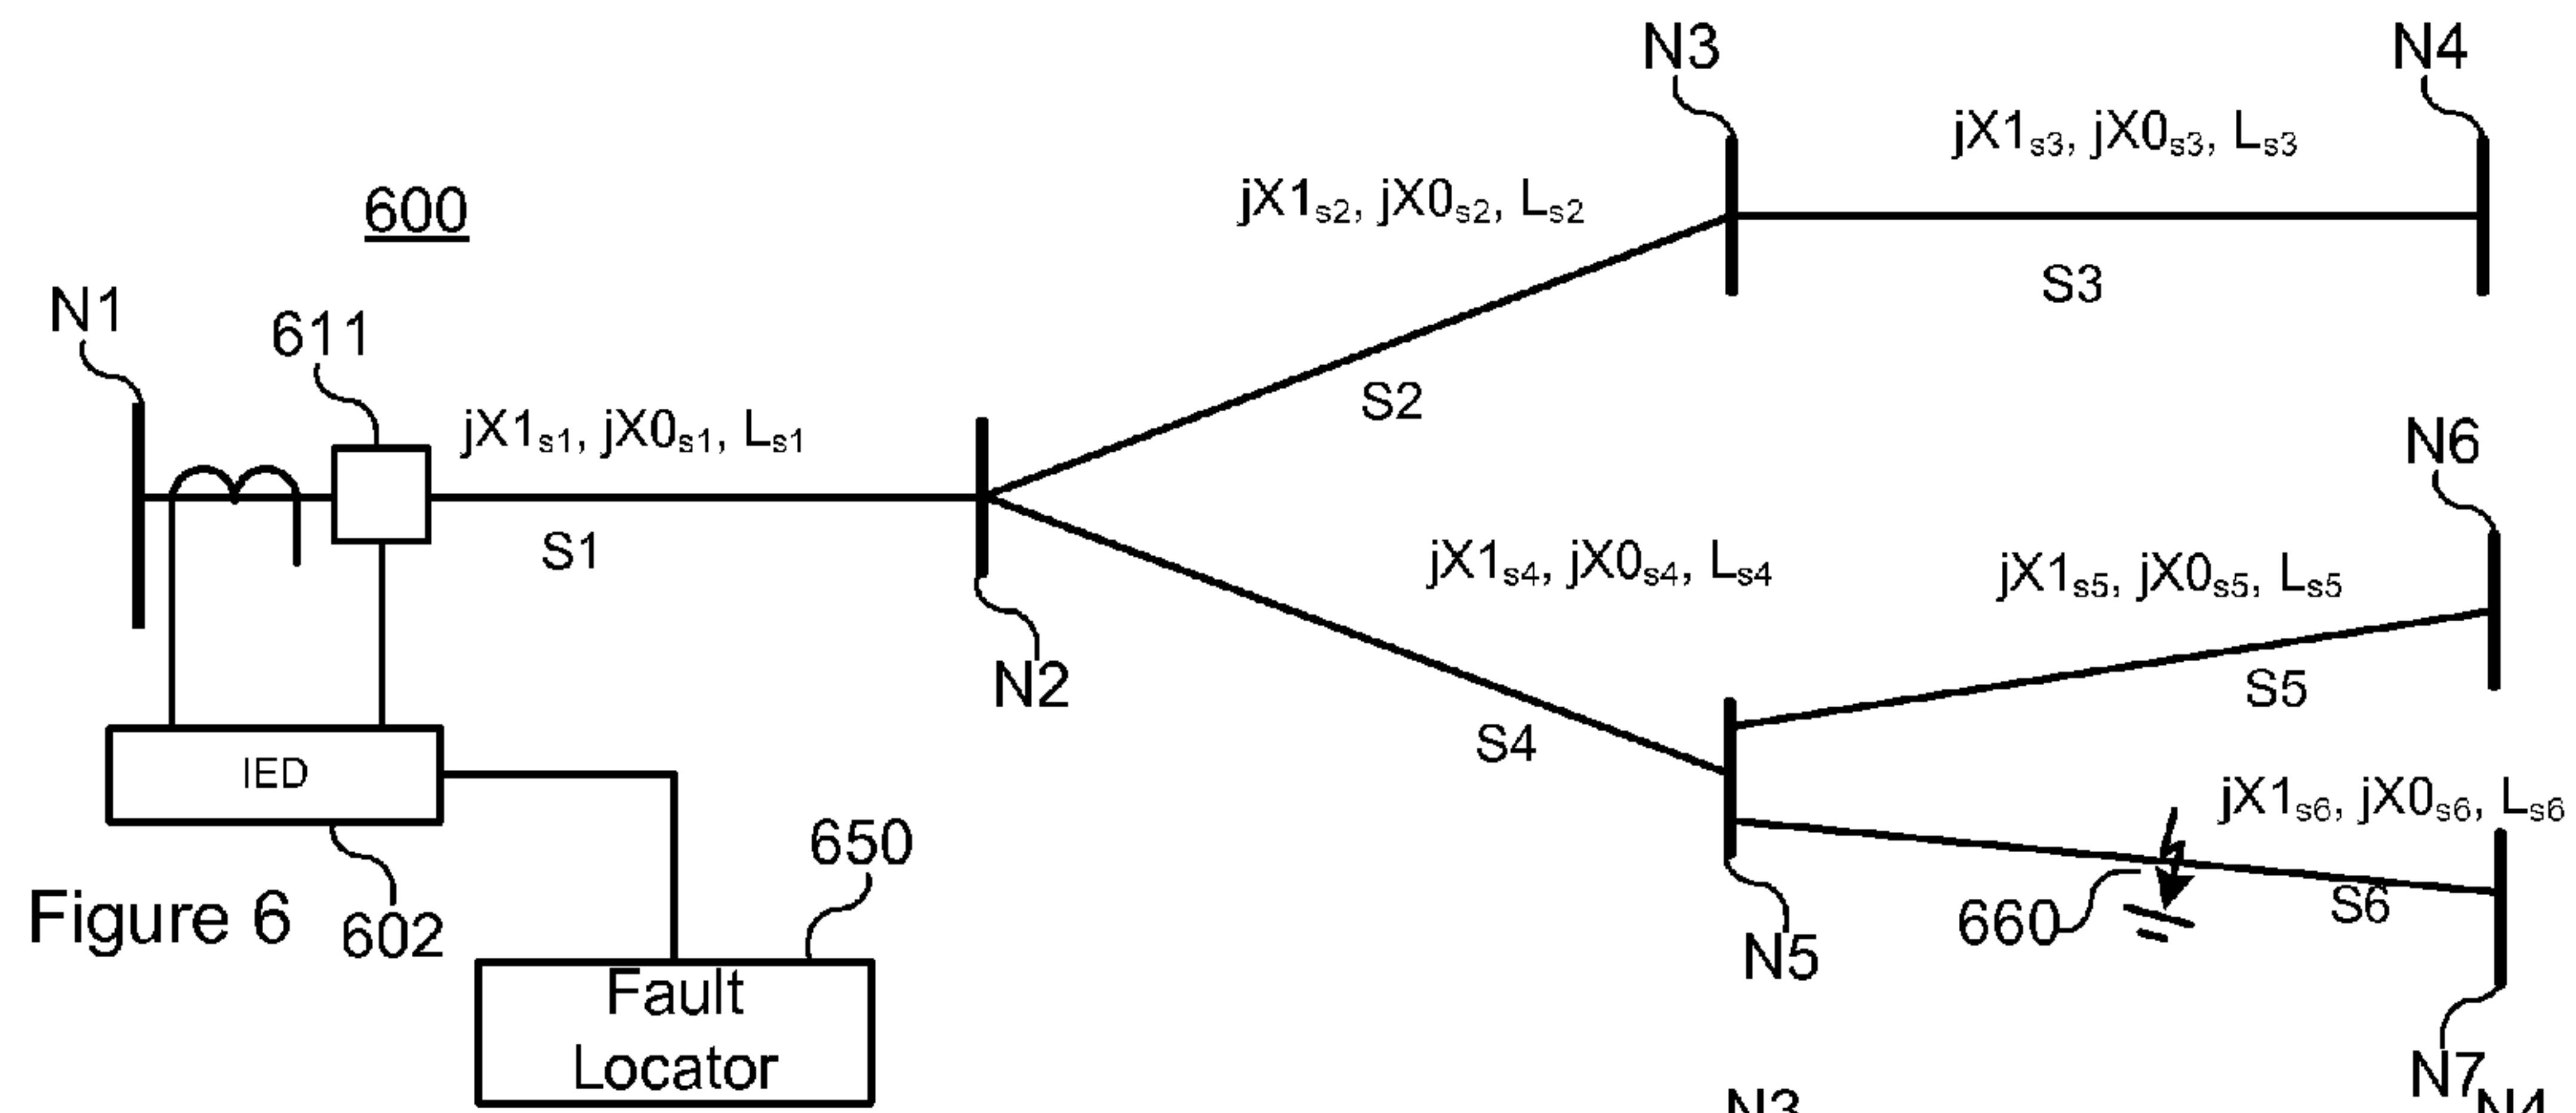 N3
N4
jX1s3, jX0s3, Ls3
jX1s2, jX0s2, Ls2
600
S3
N1
611
S2
jX1s1, jX0s1, Ls1
N6
S1
jX1s4, jX0s4, Ls4
jX1s5, jX0s5, Ls5
N2
S5
S4
IED
jX1s6, jX0s6, Ls6
650
660
S6
Figure 6
602
N5
Fault
Locator
N7
N3
N4